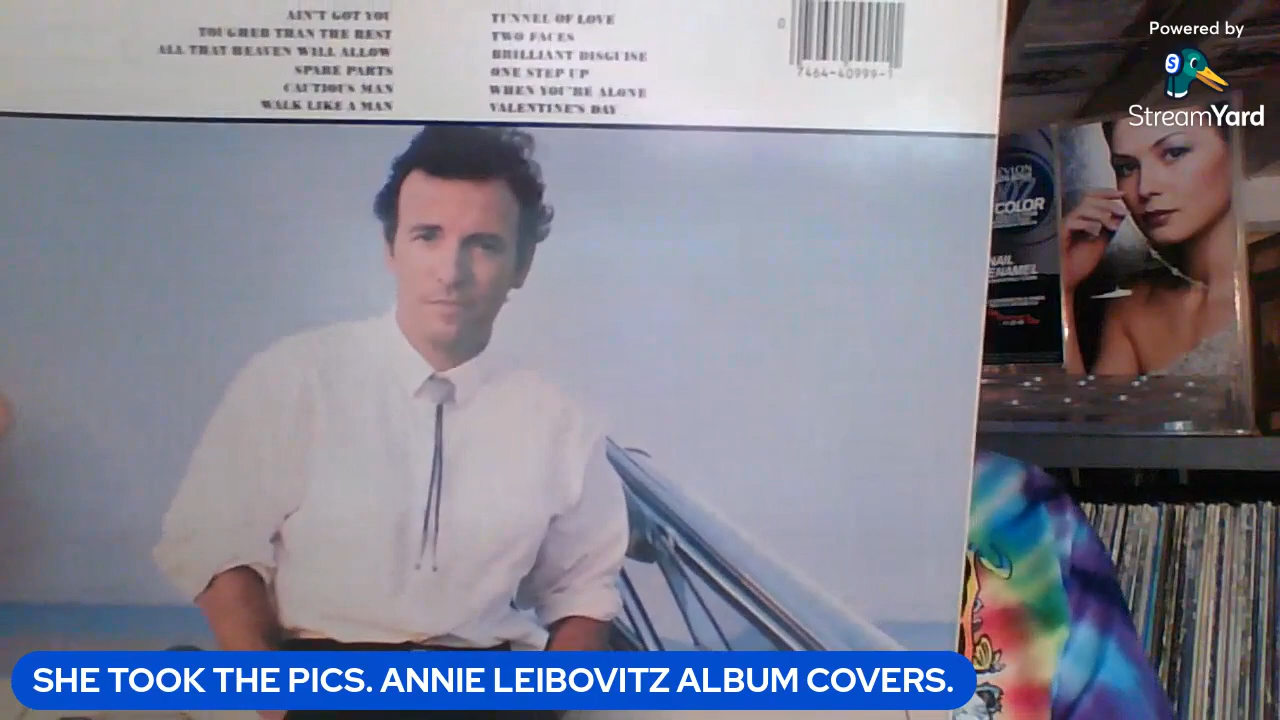 AIN'T GOT YOU
TOUGHER THAN THE REST
ALL THAT HEAVEN WILL ALLOW
SPARE PARTS
CAUTIOUS MAN
WALK LIKE A MAN
TUNNEL OF LOVE
TWO FACES
BRILLIANT DISGUISE
ONE STEP UP
WHEN YOU'RE ALONE
VALENTINE'S DAY
0
7464-40999-1
Powered by
S
StreamYard
REVLON
COLOR
NAIL
ENAMEL
SHE TOOK THE PICS. ANNIE LEIBOVITZ ALBUM COVERS.